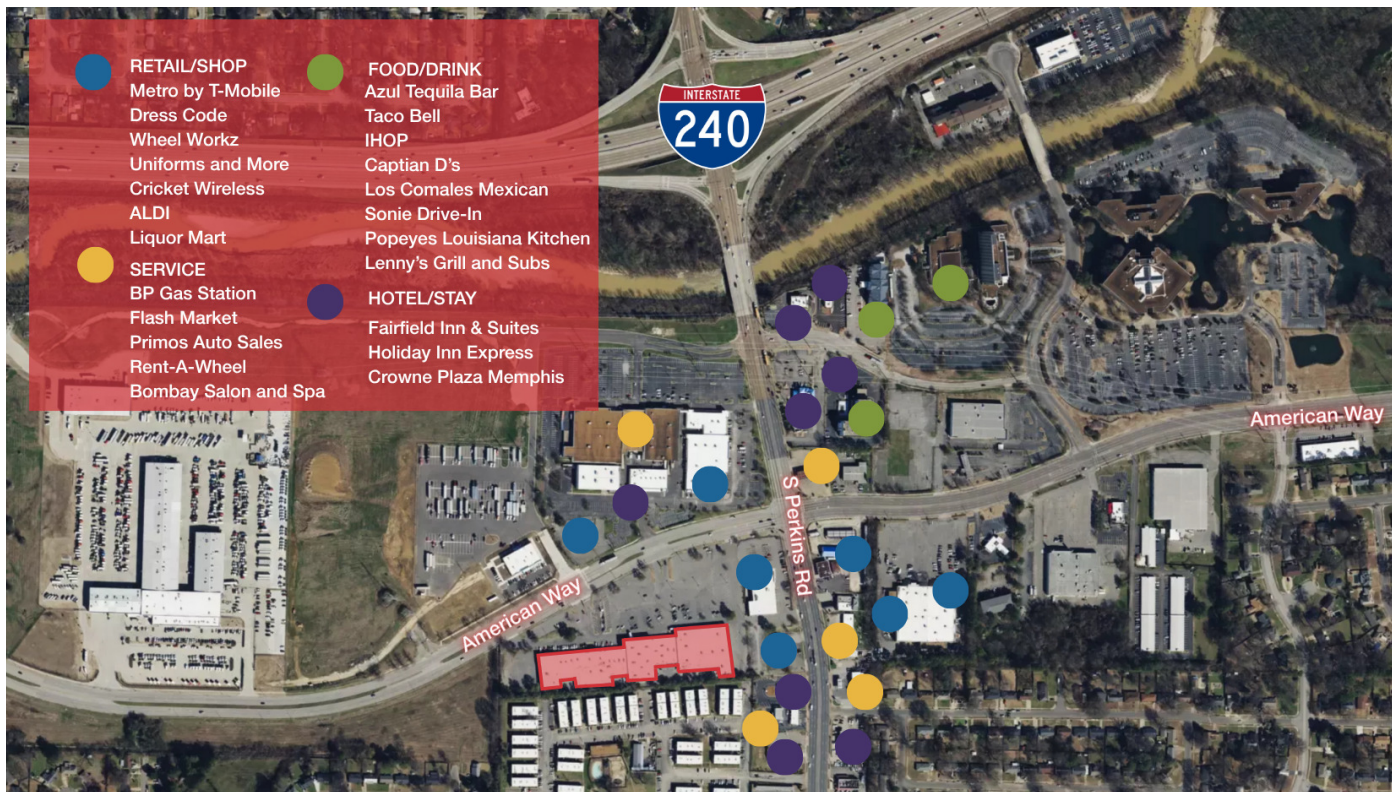 RETAIL/SHOP
Metro by T-Mobile
Dress Code
Wheel Workz
Uniforms and More
Cricket Wireless
ALDI
Liquor Mart
SERVICE
BP Gas Station
Flash Market
Primos Auto Sales
Rent-A-Wheel
Bombay Salon and Spa
FOOD/DRINK
Azul Tequila Bar
Taco Bell
IHOP
Captian D's
Los Comales Mexican
Sonie Drive-In
Popeyes Louisiana Kitchen
Lenny's Grill and Subs
HOTEL/STAY
Fairfield Inn & Suites
Holiday Inn Express
Crowne Plaza Memphis
INTERSTATE
240
American Way
S Perkins Rd
American Way